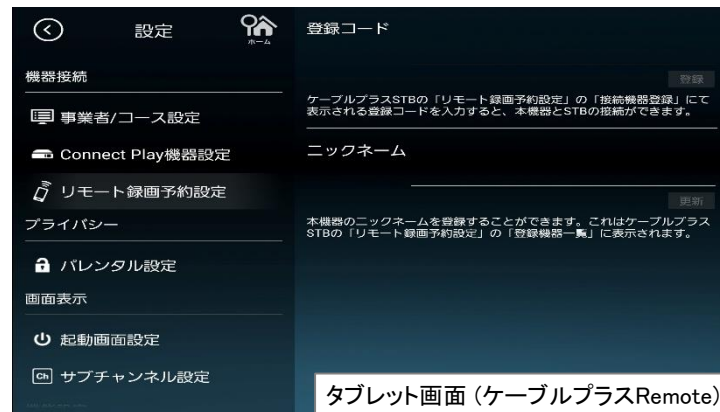 設定
ホーム
機器接続
事業者/コース設定
Connect Play機器設定
リモート録画予約設定
プライバシー
バレンタル設定
画面表示
起動画面設定
Ch サブチャンネル設定
登録コード
登録
ケーブルプラスSTBの「リモート録画予約設定」の「接続機器登録」にて
表示される登録コードを入力すると、本機器とSTBの接続ができます。
ニックネーム
更新
本機器のニックネームを登録することができます。これはケーブルプラス
STBの「リモート録画予約設定」の「登録機器一覧」に表示されます。
タブレット画面 (ケーブルプラスRemote)